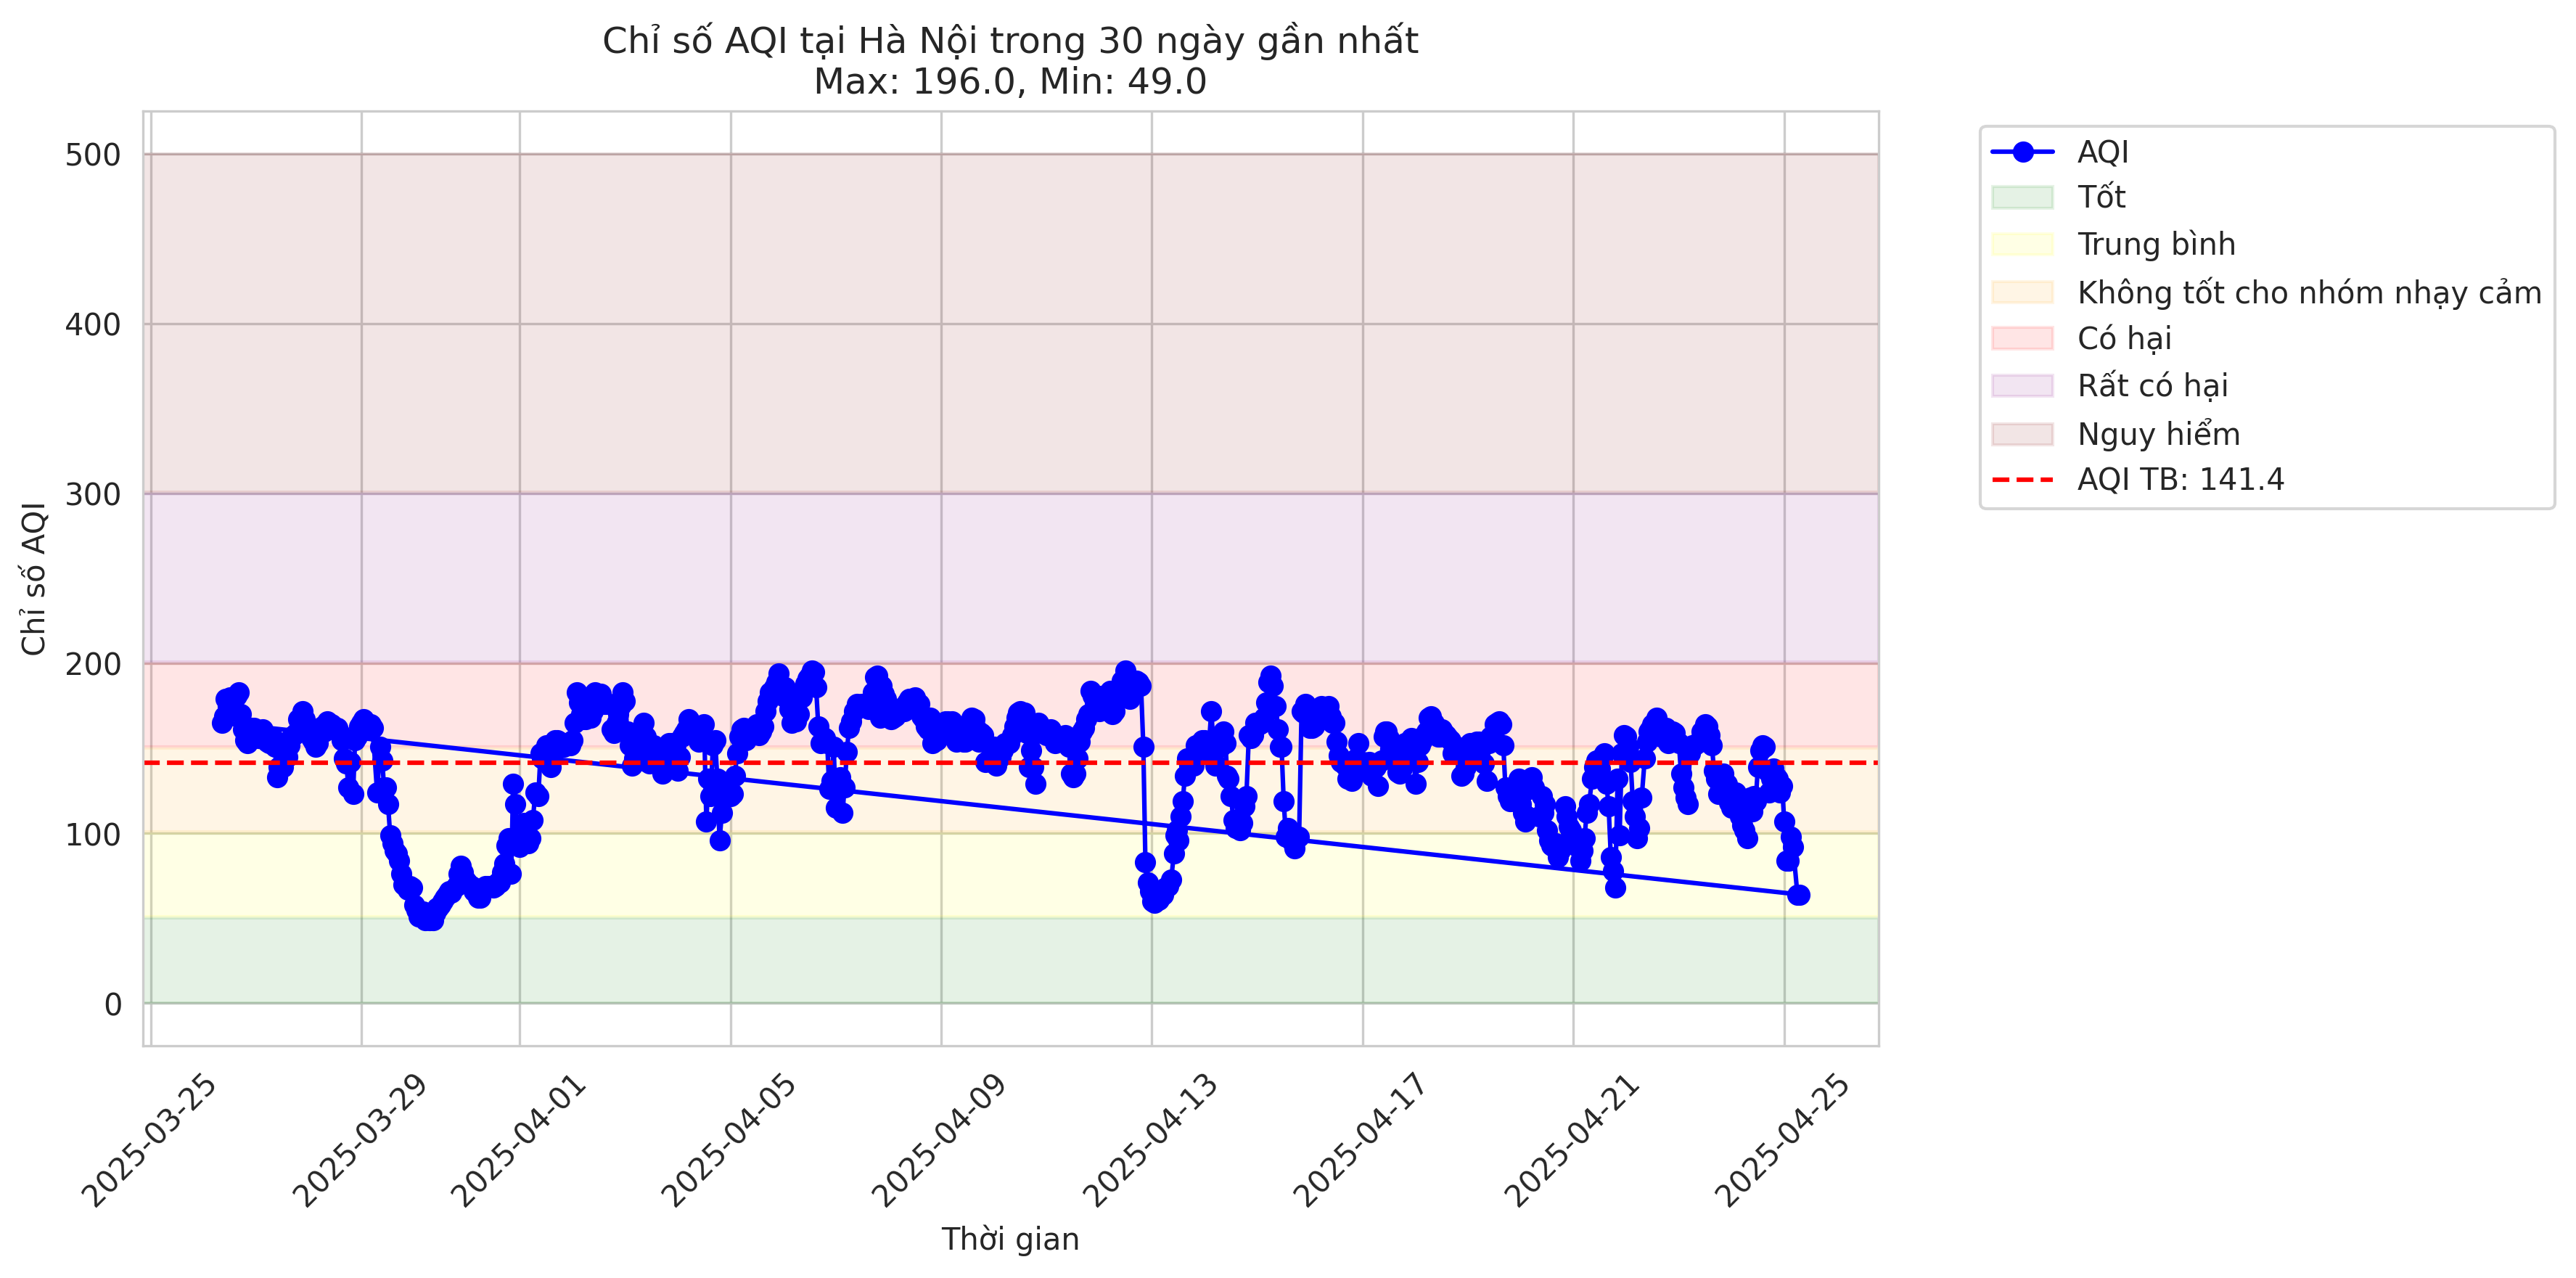 Chỉ số AQI tại Hà Nội trong 30 ngày gần nhất
Max: 196.0, Min: 49.0
Chỉ số AQI
500
400
300
200
100
0
2025-03-25
2025-03-29
2025-04-01
2025-04-05
2025-04-09
2025-04-13
2025-04-17
2025-04-21
2025-04-25
Thời gian
AQI
Tốt
Trung bình
Không tốt cho nhóm nhạy cảm
Có hại
Rất có hại
Nguy hiểm
AQI TB: 141.4